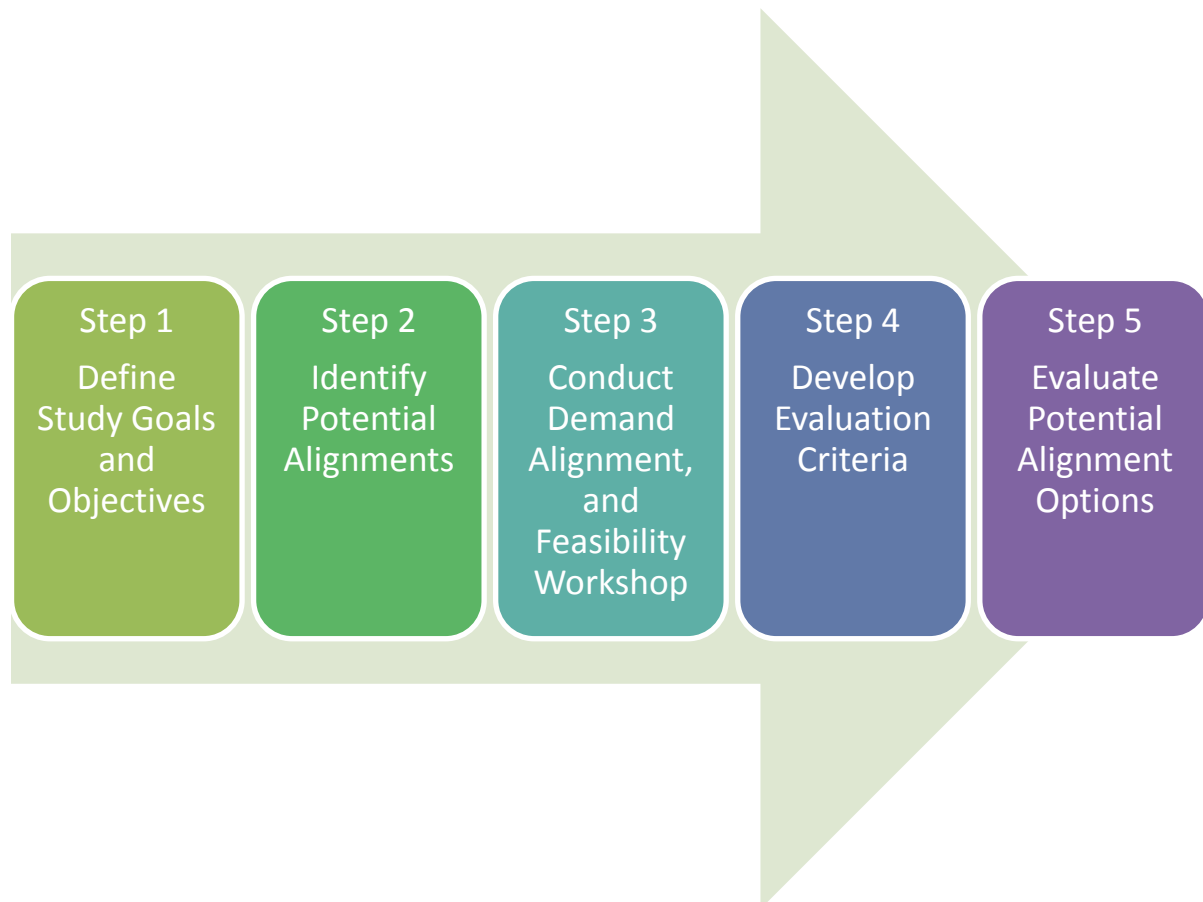 Step 1
Define
Study Goals
and
Objectives
Step 2
Identify
Potential
Alignments
Step 3
Conduct
Demand
Alignment,
and
Feasibility
Workshop
Step 4
Develop
Evaluation
Criteria
Step 5
Evaluate
Potential
Alignment
Options